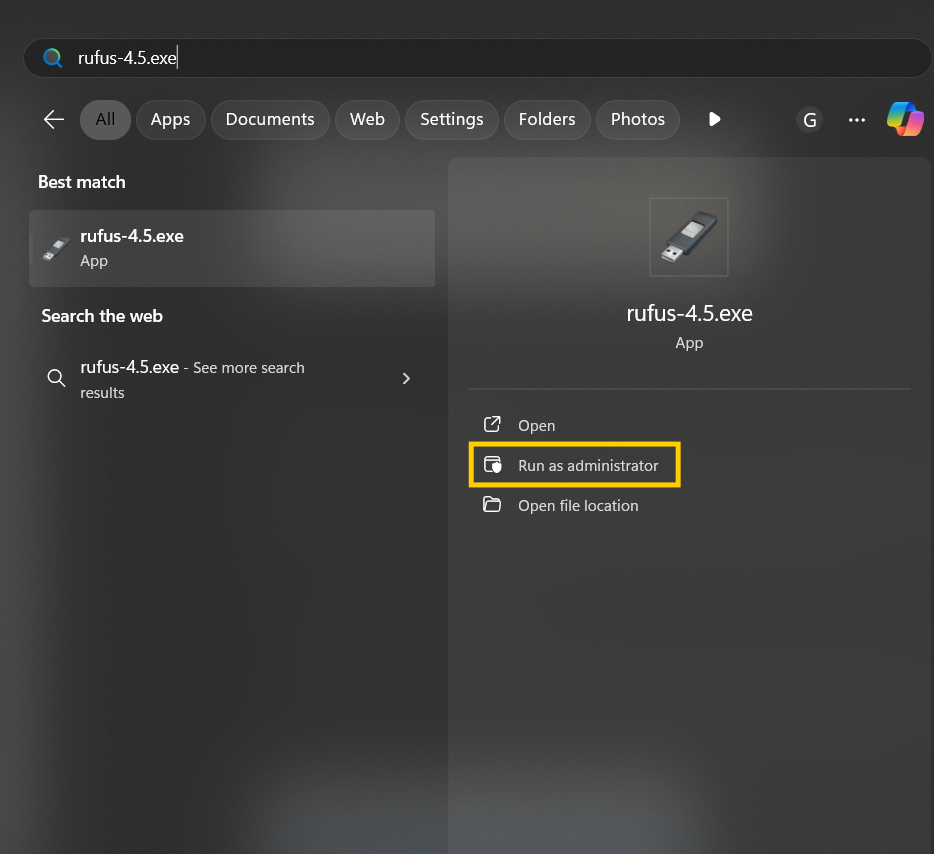 rufus-4.5.exe
All Apps Documents Web Settings Folders Photos G
Best match
rufus-4.5.exe
App
Search the web
rufus-4.5.exe - See more search
results
rufus-4.5.exe
App
Open
Run as administrator
Open file location